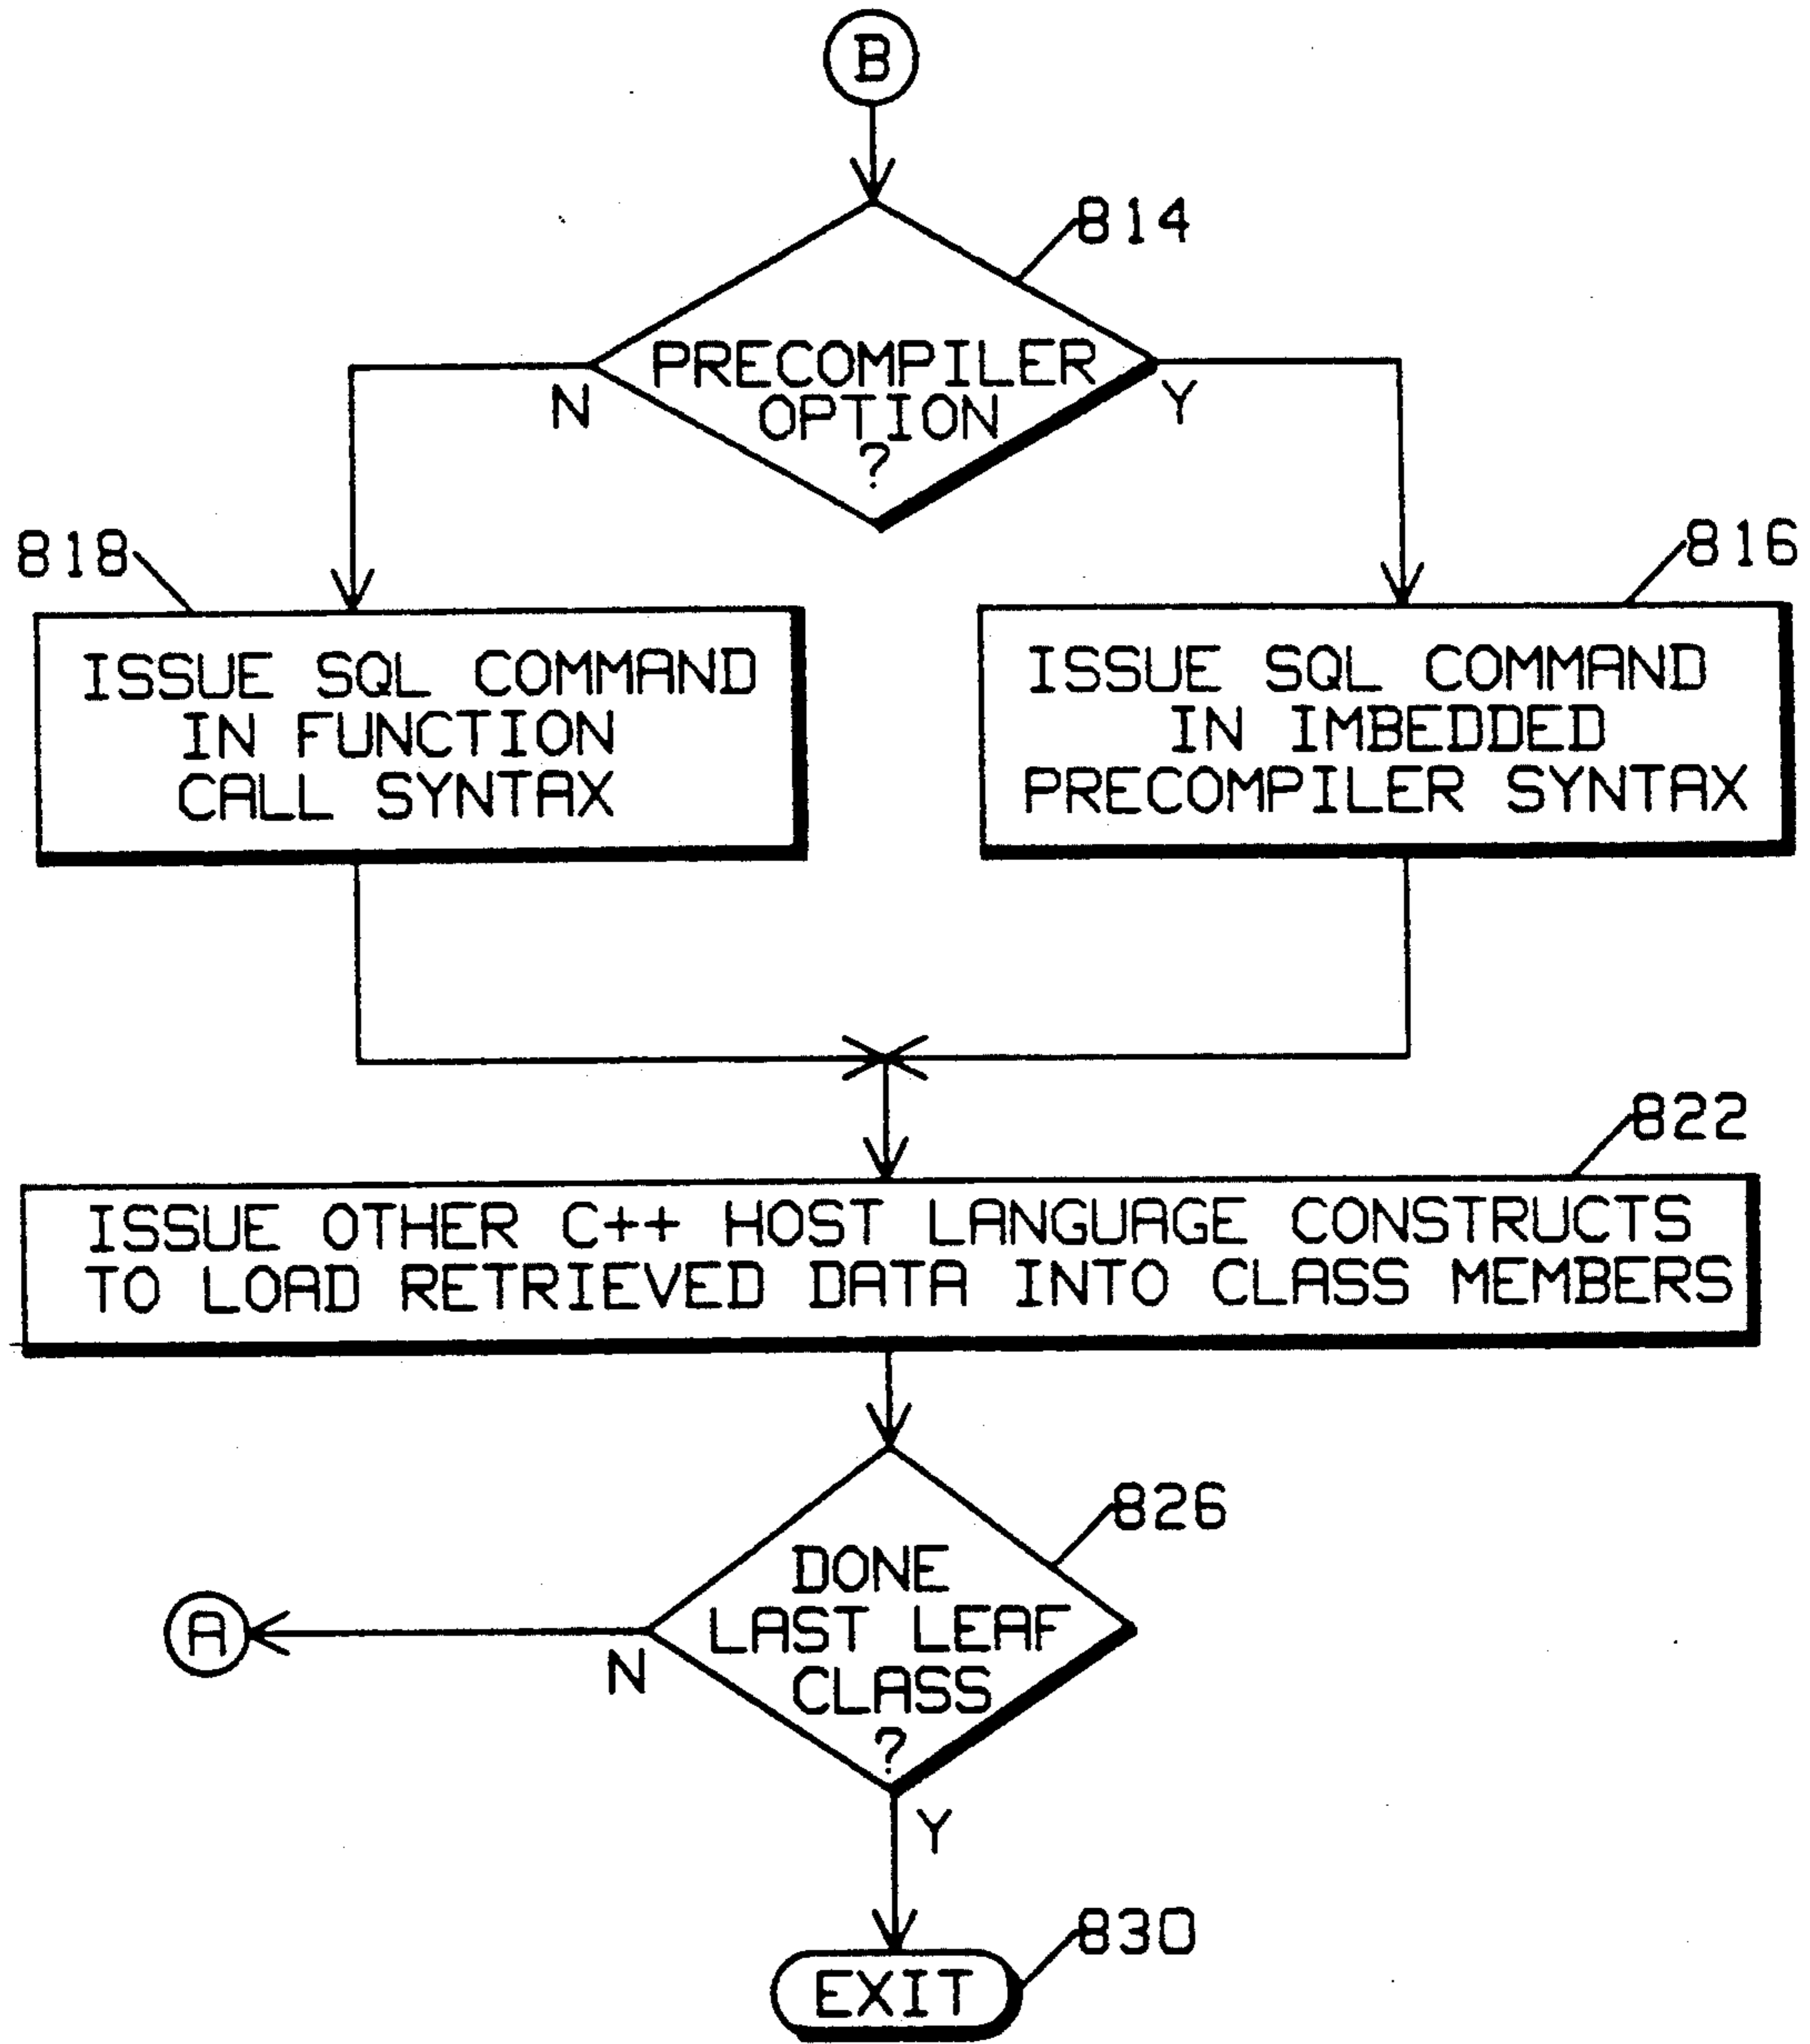 B
814
PRECOMPILER
OPTION
?
N
Y
818
816
ISSUE SQL COMMAND
IN FUNCTION
CALL SYNTAX
ISSUE SQL COMMAND
IN IMBEDDED
PRECOMPILER SYNTAX
822
ISSUE OTHER C++ HOST LANGUAGE CONSTRUCTS
TO LOAD RETRIEVED DATA INTO CLASS MEMBERS
826
DONE
LAST LEAF
CLASS
?
A
N
Y
830
EXIT